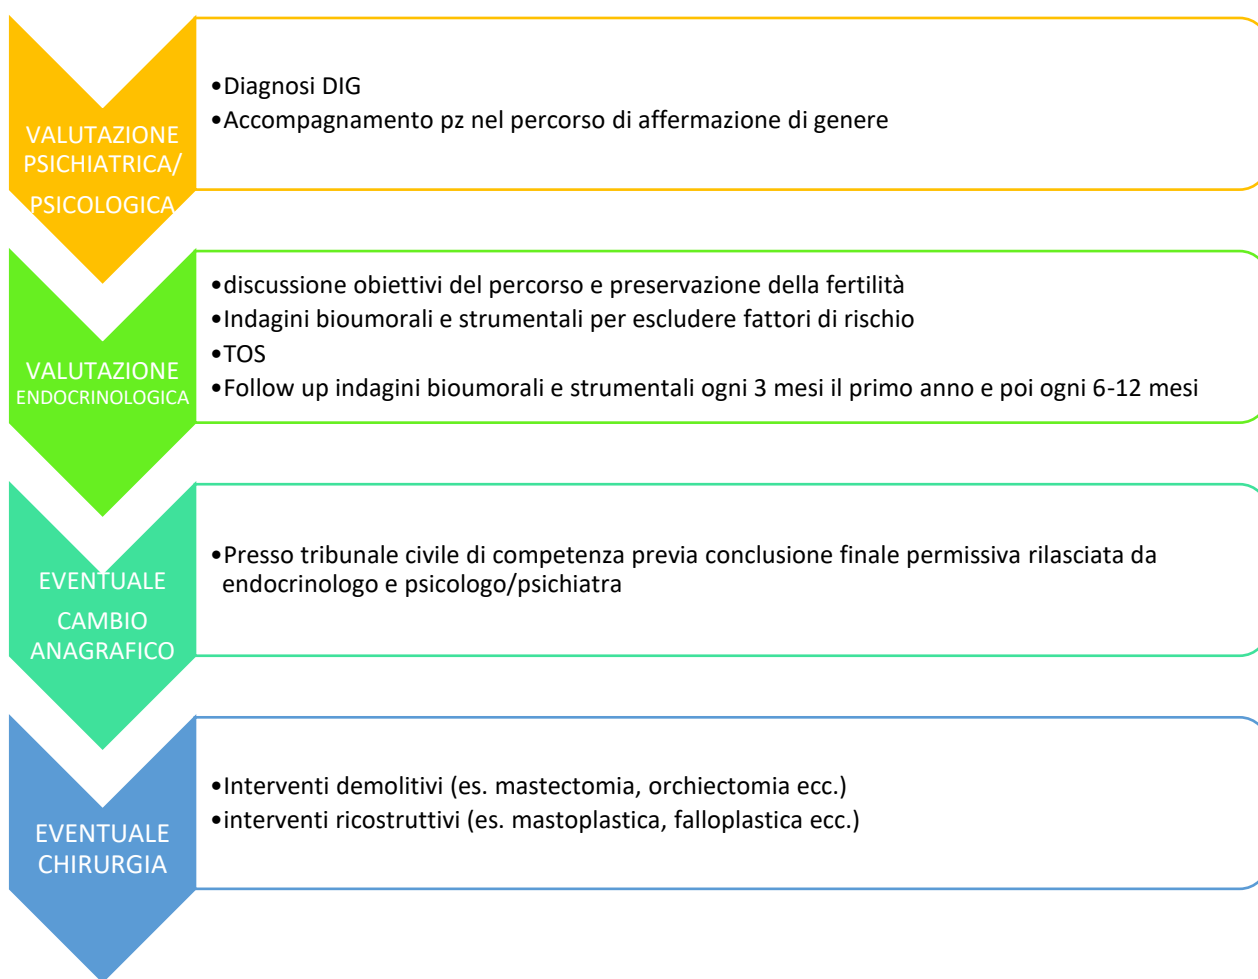 VALUTAZIONE
PSICHIATRICA/
PSICOLOGICA
•Diagnosi DIG
•Accompagnamento pz nel percorso di affermazione di genere
VALUTAZIONE
ENDOCRINOLOGICA
•discussione obiettivi del percorso e preservazione della fertilità
•Indagini bioumorali e strumentali per escludere fattori di rischio
•TOS
•Follow up indagini bioumorali e strumentali ogni 3 mesi il primo anno e poi ogni 6-12 mesi
EVENTUALE
CAMBIO
ANAGRAFICO
•Presso tribunale civile di competenza previa conclusione finale permissiva rilasciata da
endocrinologo e psicologo/psichiatra
EVENTUALE
CHIRURGIA
•Interventi demolitivi (es. mastectomia, orchiectomia ecc.)
•interventi ricostruttivi (es. mastoplastica, falloplastica ecc.)